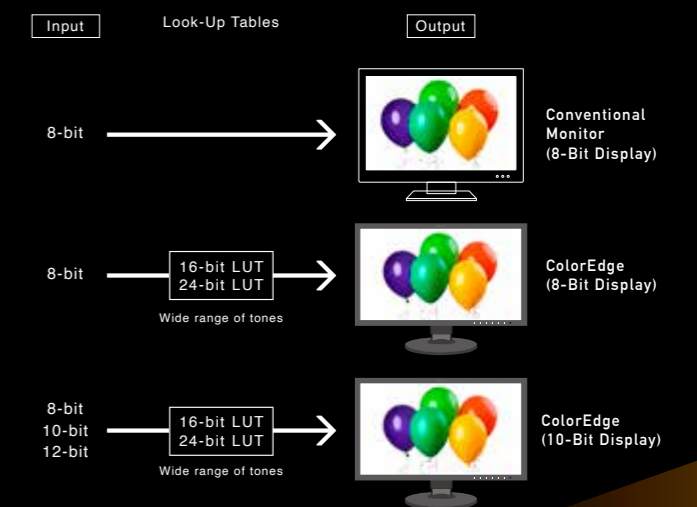 Input
Look-Up Tables
Output
8-bit
Conventional
Monitor
(8-Bit Display)
8-bit
16-bit LUT
24-bit LUT
Wide range of tones
ColorEdge
(8-Bit Display)
8-bit
10-bit
12-bit
16-bit LUT
24-bit LUT
Wide range of tones
ColorEdge
(10-Bit Display)